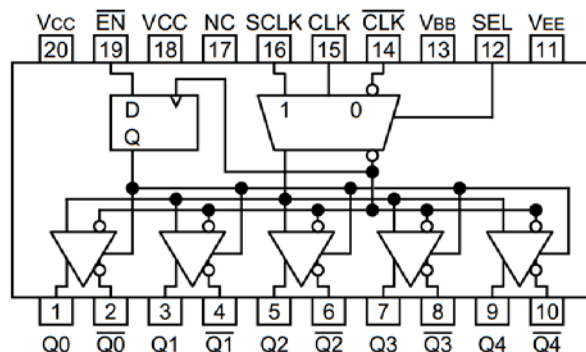 VCC EN VCC NC SCLK CLK CLK VBB SEL VEE
20 19 18 17 16 15 14 13 12 11
D 1 0
Q
1 2 3 4 5 6 7 8 9 10
Q0 Q0 Q1 Q1 Q2 Q2 Q3 Q3 Q4 Q4